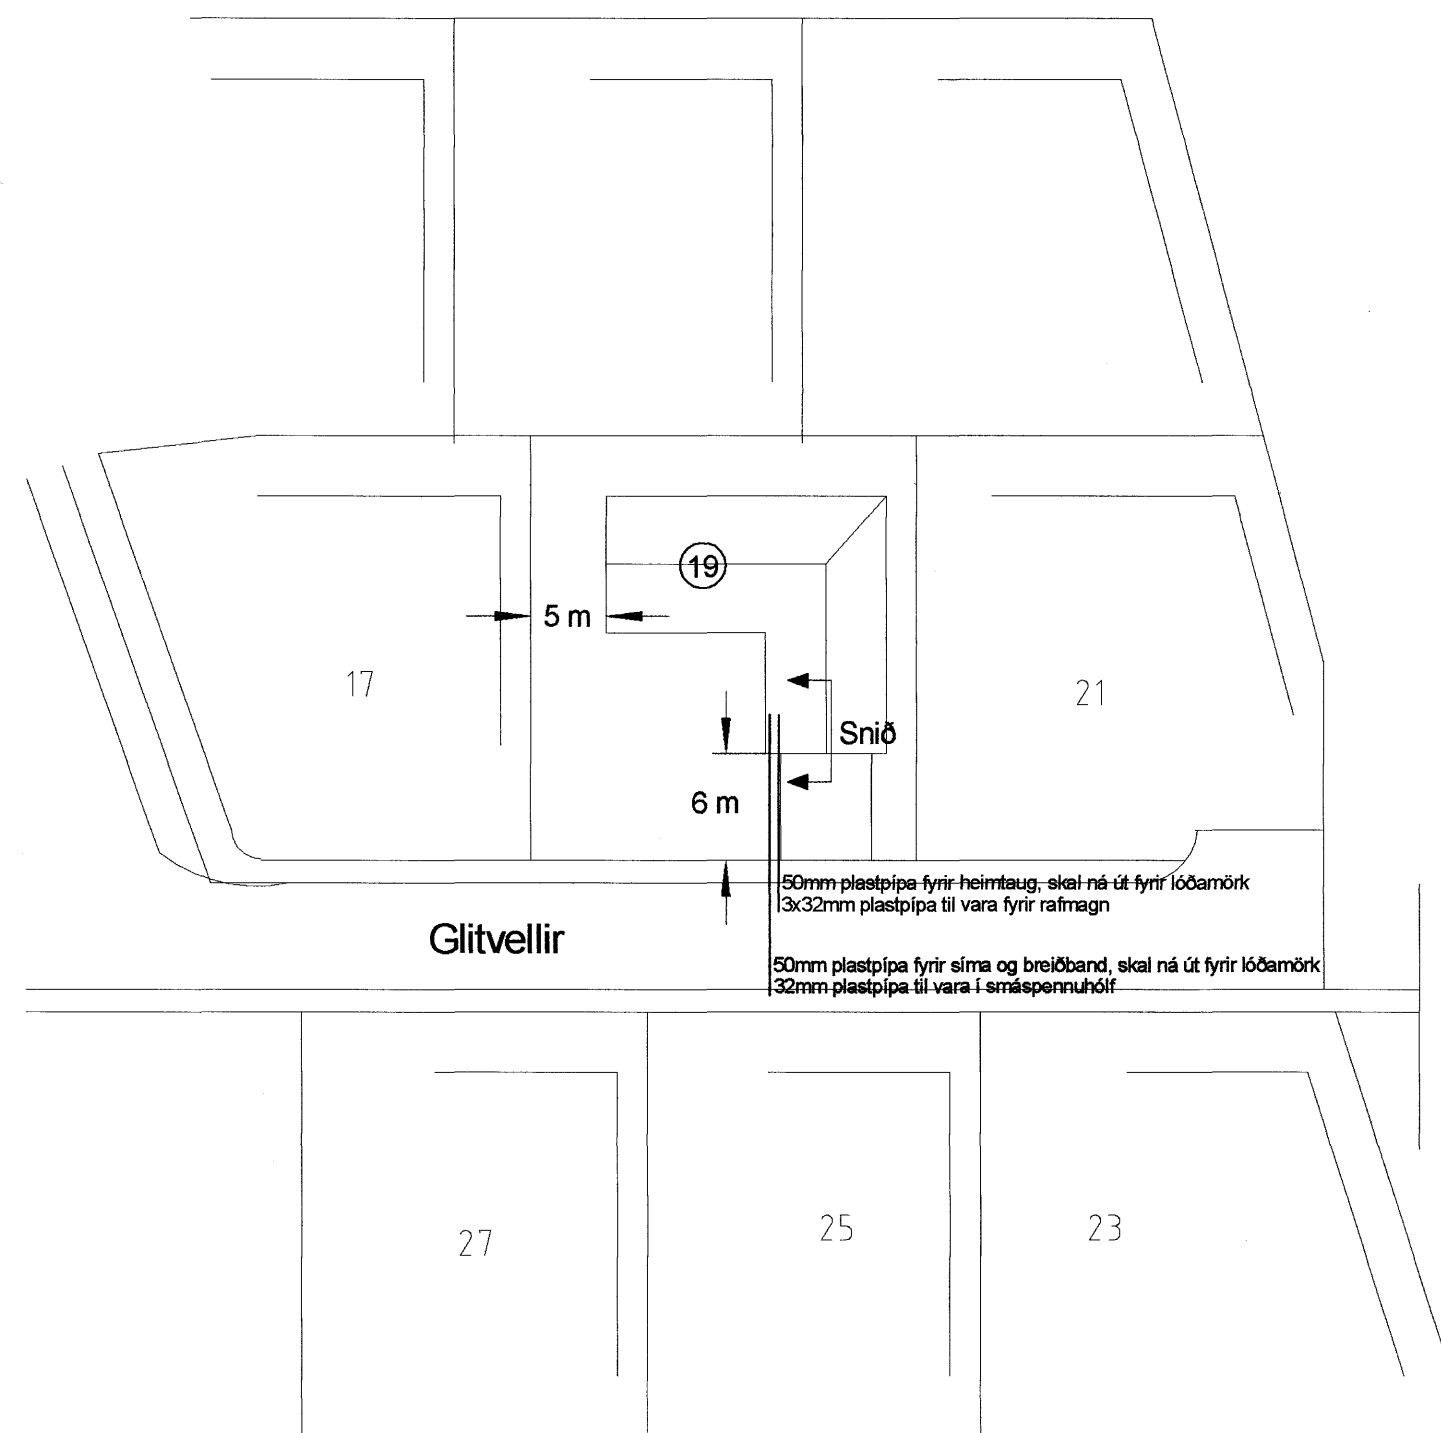 19
5 m
17
21
Snið
6 m
50mm plastpípa fyrir heimtaug, skal ná út fyrir lóðamörk
3x32mm plastpípa til vara fyrir rafmagn
Glitvellir
50mm plastpípa fyrir síma og breiðband, skal ná út fyrir lóðamörk
32mm plastpípa til vara í smáspennuhólf
27
25
23